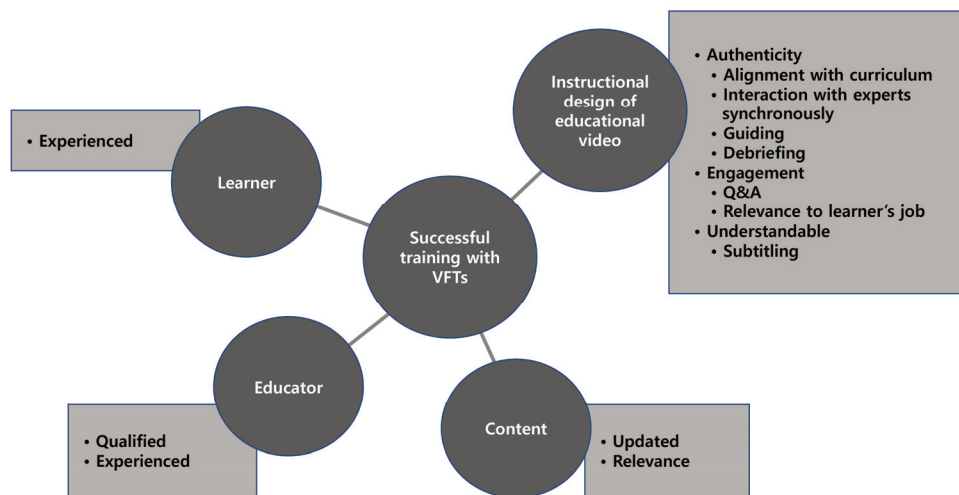 • Experienced
Learner
Instructional
design of
educational
video
• Authenticity
• Alignment with curriculum
• Interaction with experts
synchronously
• Guiding
• Debriefing
• Engagement
• Q&A
• Relevance to learner's job
• Understandable
• Subtitling
Successful
training with
VFTs
Educator
• Qualified
• Experienced
Content
• Updated
• Relevance